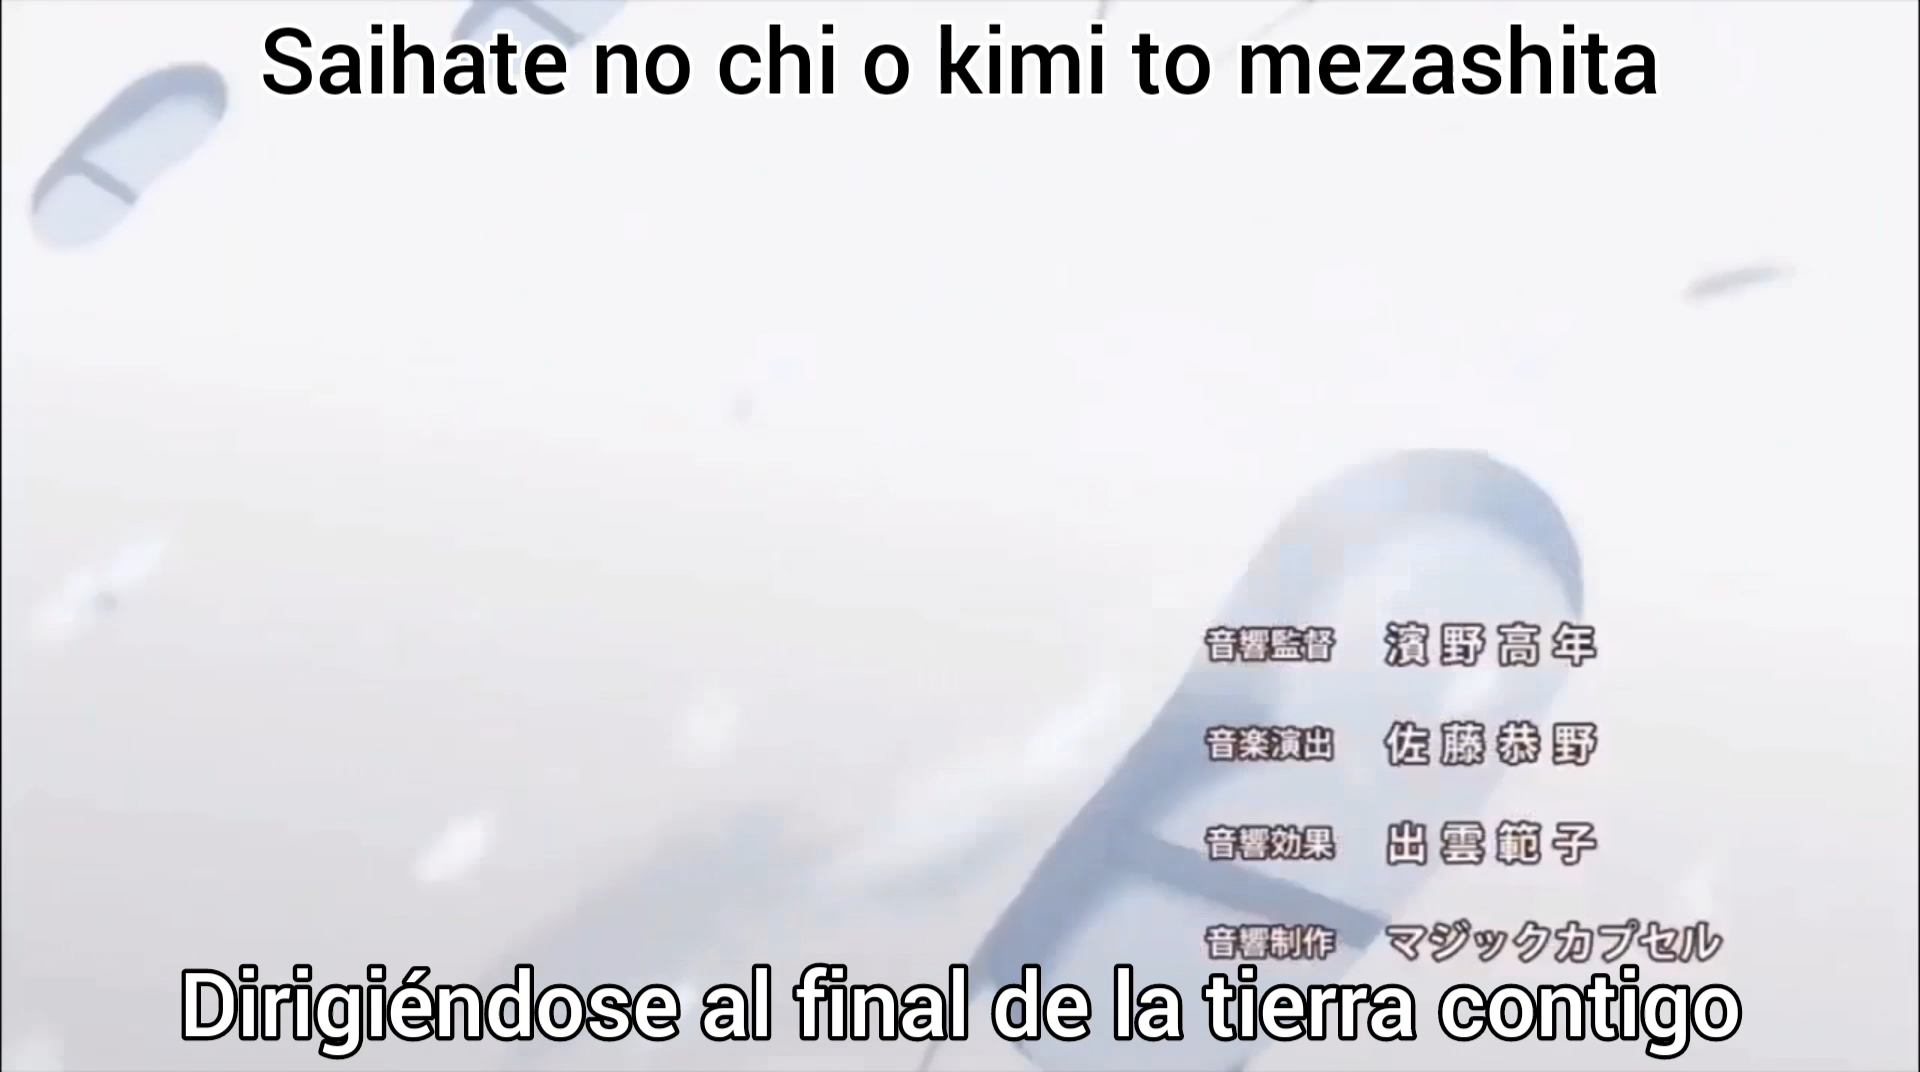 Saihate no chi o kimi to mezashita
音響監督 濱野高年
音楽演出 佐藤恭野
音響効果 出雲範子
音響制作 マジックカプセル
Dirigiéndose al final de la tierra contigo